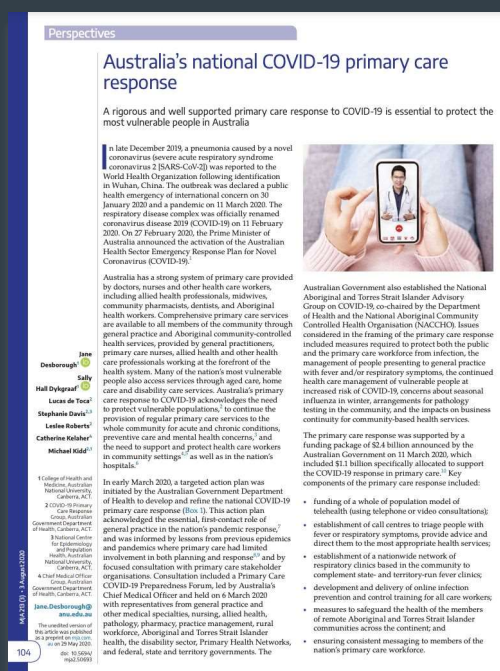 Perspectives
Australia's national COVID-19 primary care
response
A rigorous and well supported primary care response to COVID-19 is essential to protect the
most vulnerable people in Australia
Jane
Desborough1
Sally
Hall Dykgraaf1
Lucas de Toca2
Stephanie Davis2,3
Leslee Roberts2
Catherine Kelaher4
Michael Kidd2,1
1 College of Health and
Medicine, Australian
National University,
Canberra, ACT.
2 COVID-19 Primary
Care Response
Group, Australian
Government Department
of Health, Canberra, ACT.
3 National Centre
for Epidemiology
and Population
Health, Australian
National University,
Canberra, ACT.
4 Chief Medical Officer
Group, Australian
Government Department
of Health, Canberra, ACT.
Jane.Desborough@
anu.edu.au
The unedited version of
this article was published
as a preprint on mja.com.
au on 29 May 2020.
doi: 10.5694/
mja2.50693
MJA 213 (3) ▪ 3 August 2020
104
In late December 2019, a pneumonia caused by a novel
coronavirus (severe acute respiratory syndrome
coronavirus 2 [SARS-CoV-2]) was reported to the
World Health Organization following identification
in Wuhan, China. The outbreak was declared a public
health emergency of international concern on 30
January 2020 and a pandemic on 11 March 2020. The
respiratory disease complex was officially renamed
coronavirus disease 2019 (COVID-19) on 11 February
2020. On 27 February 2020, the Prime Minister of
Australia announced the activation of the Australian
Health Sector Emergency Response Plan for Novel
Coronavirus (COVID-19).1
Australia has a strong system of primary care provided
by doctors, nurses and other health care workers,
including allied health professionals, midwives,
community pharmacists, dentists, and Aboriginal
health workers. Comprehensive primary care services
are available to all members of the community through
general practice and Aboriginal community-controlled
health services, provided by general practitioners,
primary care nurses, allied health and other health
care professionals working at the forefront of the
health system. Many of the nation's most vulnerable
people also access services through aged care, home
care and disability care services. Australia's primary
care response to COVID-19 acknowledges the need
to protect vulnerable populations,2 to continue the
provision of regular primary care services to the
whole community for acute and chronic conditions,
preventive care and mental health concerns,3 and
the need to support and protect health care workers
in community settings4,5 as well as in the nation's
hospitals.6
In early March 2020, a targeted action plan was
initiated by the Australian Government Department
of Health to develop and refine the national COVID-19
primary care response (Box 1). This action plan
acknowledged the essential, first-contact role of
general practice in the nation's pandemic response,7
and was informed by lessons from previous epidemics
and pandemics where primary care had limited
involvement in both planning and response8,9 and by
focused consultation with primary care stakeholder
organisations. Consultation included a Primary Care
COVID-19 Preparedness Forum, led by Australia's
Chief Medical Officer and held on 6 March 2020
with representatives from general practice and
other medical specialties, nursing, allied health,
pathology, pharmacy, practice management, rural
workforce, Aboriginal and Torres Strait Islander
health, the disability sector, Primary Health Networks,
and federal, state and territory governments. The
Australian Government also established the National
Aboriginal and Torres Strait Islander Advisory
Group on COVID-19, co-chaired by the Department
of Health and the National Aboriginal Community
Controlled Health Organisation (NACCHO). Issues
considered in the framing of the primary care response
included measures required to protect both the public
and the primary care workforce from infection, the
management of people presenting to general practice
with fever and/or respiratory symptoms, the continued
health care management of vulnerable people at
increased risk of COVID-19, concerns about seasonal
influenza in winter, arrangements for pathology
testing in the community, and the impacts on business
continuity for community-based health services.
The primary care response was supported by a
funding package of $2.4 billion announced by the
Australian Government on 11 March 2020, which
included $1.1 billion specifically allocated to support
the COVID-19 response in primary care.10 Key
components of the primary care response included:
• funding of a whole of population model of
telehealth (using telephone or video consultations);
• establishment of call centres to triage people with
fever or respiratory symptoms, provide advice and
direct them to the most appropriate health services;
• establishment of a nationwide network of
respiratory clinics based in the community to
complement state- and territory-run fever clinics;
• development and delivery of online infection
prevention and control training for all care workers;
• measures to safeguard the health of the members
of remote Aboriginal and Torres Strait Islander
communities across the continent; and
• ensuring consistent messaging to members of the
nation's primary care workforce.